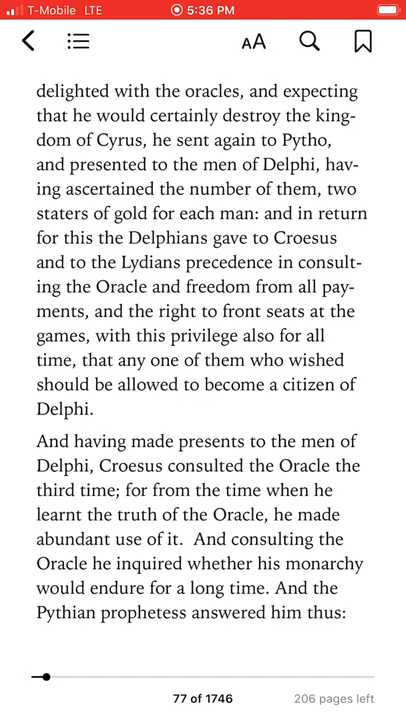 T-Mobile LTE 5:36 PM
AA
delighted with the oracles, and expecting
that he would certainly destroy the king-
dom of Cyrus, he sent again to Pytho,
and presented to the men of Delphi, hav-
ing ascertained the number of them, two
staters of gold for each man: and in return
for this the Delphians gave to Croesus
and to the Lydians precedence in consult-
ing the Oracle and freedom from all pay-
ments, and the right to front seats at the
games, with this privilege also for all
time, that any one of them who wished
should be allowed to become a citizen of
Delphi.
And having made presents to the men of
Delphi, Croesus consulted the Oracle the
third time; for from the time when he
learnt the truth of the Oracle, he made
abundant use of it. And consulting the
Oracle he inquired whether his monarchy
would endure for a long time. And the
Pythian prophetess answered him thus:
77 of 1746 206 pages left